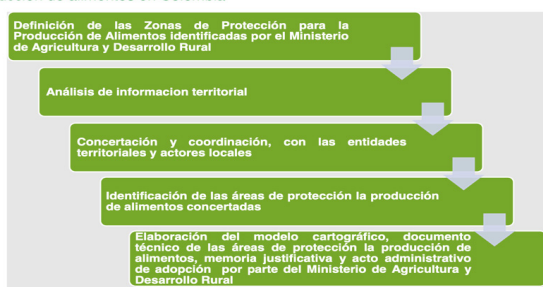 Definición de las Zonas de Protección para la
Producción de Alimentos identificadas por el Ministerio
de Agricultura y Desarrollo Rural
Análisis de informacion territorial
Concertación y coordinación, con las entidades
territoriales y actores locales
Identificación de las áreas de protección la producción
de alimentos concertadas
Elaboración del modelo cartográfico, documento
técnico de las áreas de protección la producción de
alimentos, memoria justificativa y acto administrativo
de adopción por parte del Ministerio de Agricultura y
Desarrollo Rural